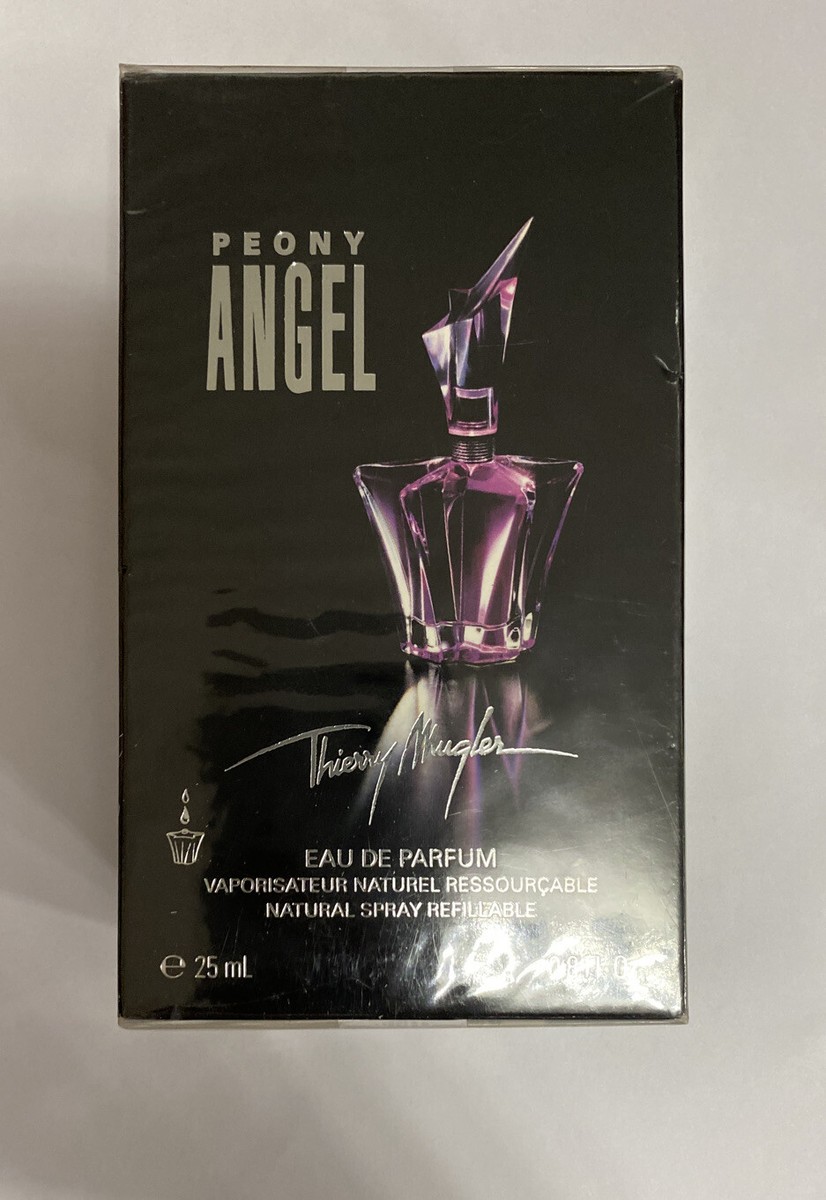 PEONY
ANGEL
Thierry Mugler
EAU DE PARFUM
VAPORISATEUR NATUREL RESSOURÇABLE
NATURAL SPRAY REFILLABLE
℮ 25 mL